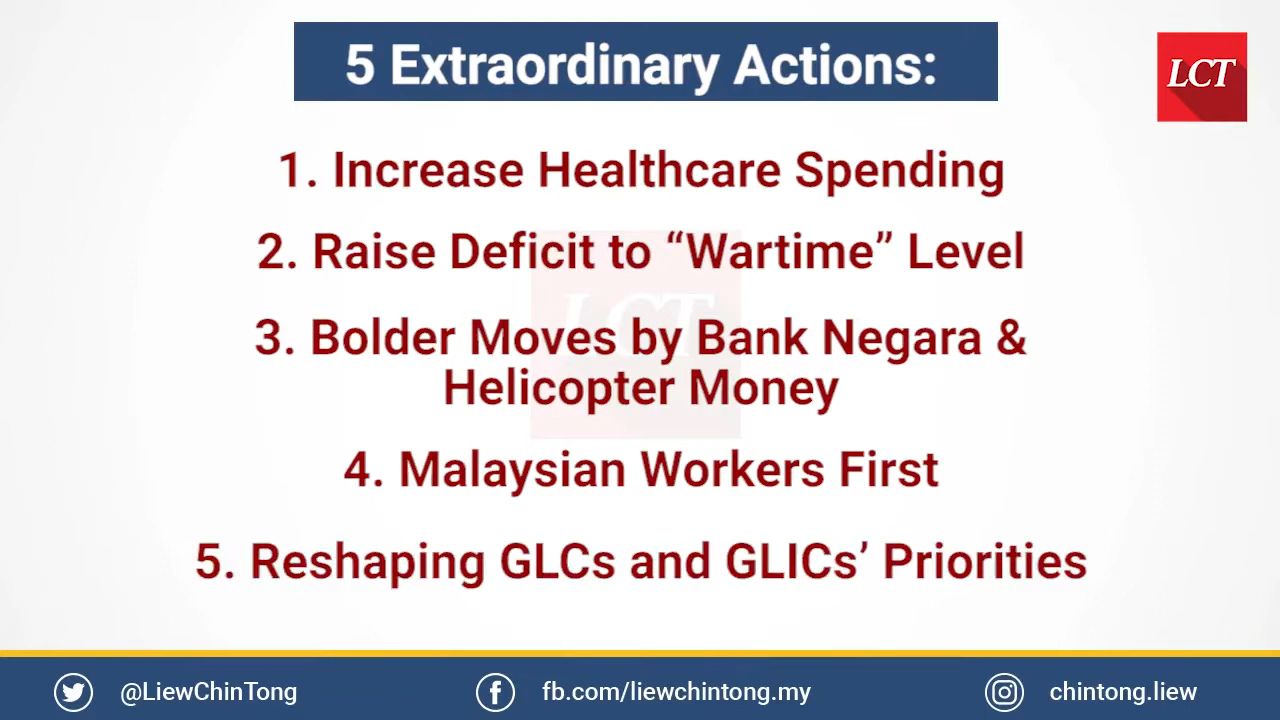 5 Extraordinary Actions:
LCT
1. Increase Healthcare Spending
2. Raise Deficit to “Wartime” Level
3. Bolder Moves by Bank Negara &
Helicopter Money
LCT
4. Malaysian Workers First
5. Reshaping GLCs and GLICs’ Priorities
@LiewChinTong
fb.com/liewchintong.my
chintong.liew